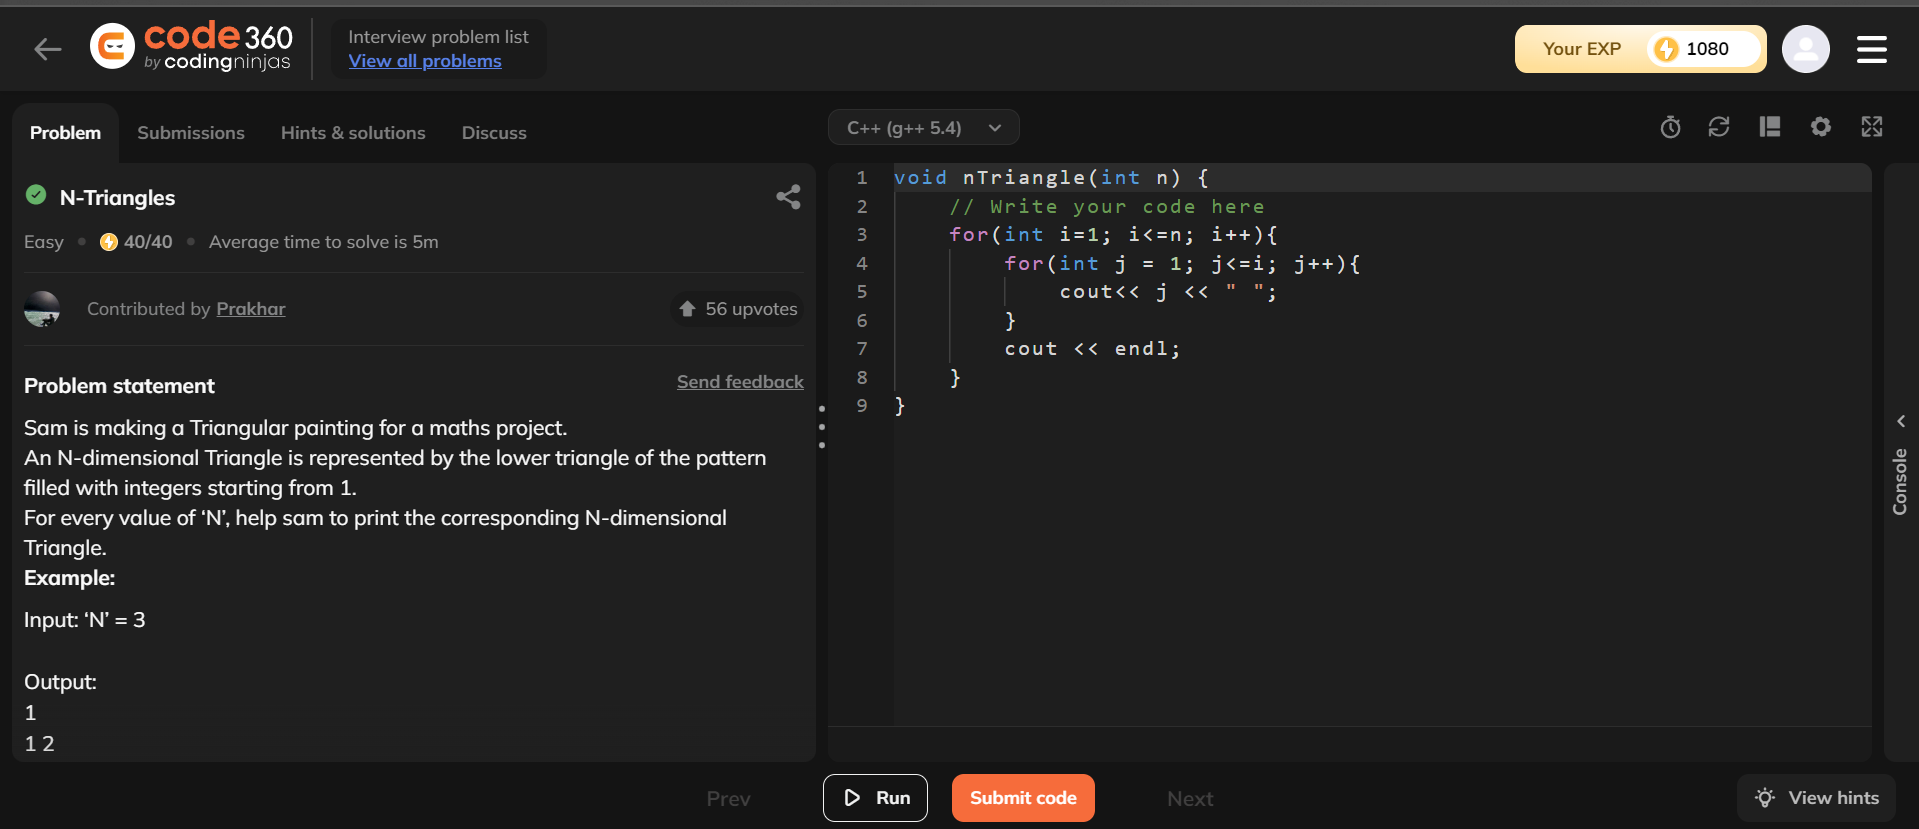 code 360
by codingninjas
Interview problem list
View all problems
Your EXP 1080
Problem Submissions Hints & solutions Discuss
N-Triangles
Easy • 40/40 • Average time to solve is 5m
Contributed by Prakhar
56 upvotes
Problem statement
Send feedback
Sam is making a Triangular painting for a maths project.
An N-dimensional Triangle is represented by the lower triangle of the pattern
filled with integers starting from 1.
For every value of ‘N’, help sam to print the corresponding N-dimensional
Triangle.
Example:
Input: ‘N’ = 3
Output:
1
1 2
C++ (g++ 5.4)
1 void nTriangle(int n) {
2     // Write your code here
3     for(int i=1; i<=n; i++){
4         for(int j = 1; j<=i; j++){
5             cout<< j << " ";
6         }
7         cout << endl;
8     }
9 }
Console
Prev
Run
Submit code
Next
View hints